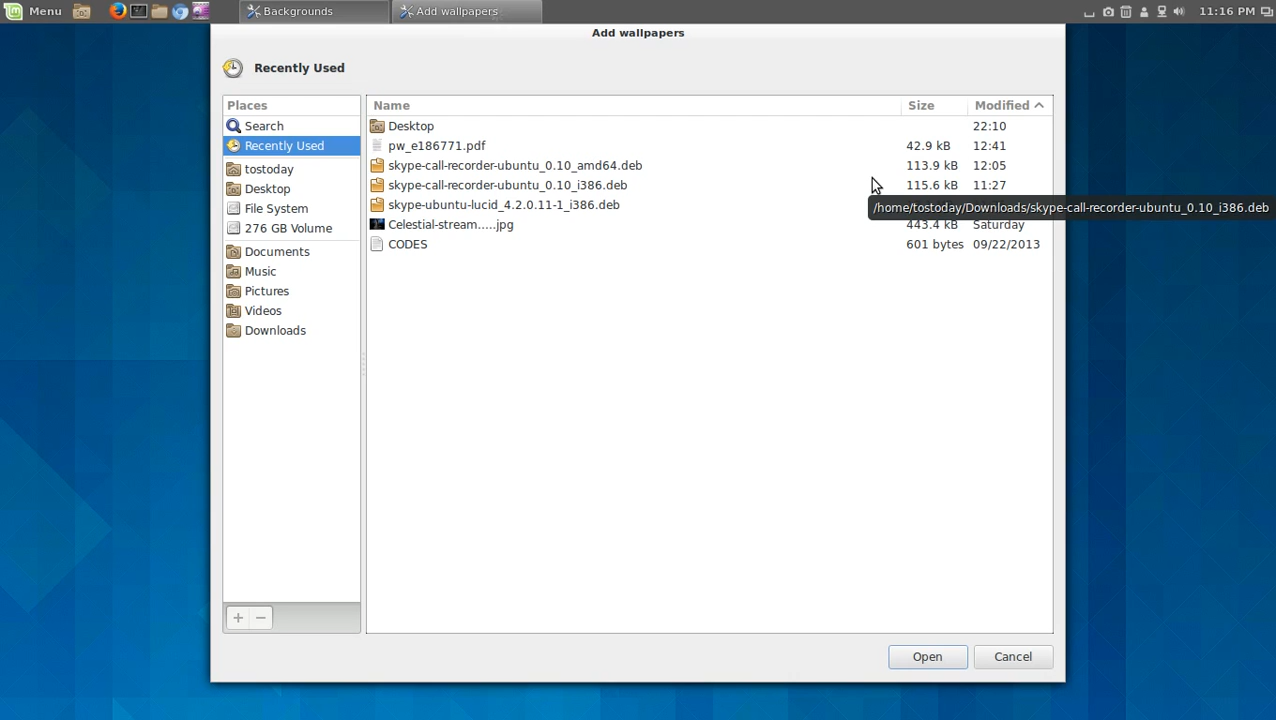 Menu Backgrounds Add wallpapers 11:16 PM
Add wallpapers
Recently Used
Places
Search
Recently Used
tostoday
Desktop
File System
276 GB Volume
Documents
Music
Pictures
Videos
Downloads
Name Size Modified
Desktop 22:10
pw_e186771.pdf 42.9 kB 12:41
skype-call-recorder-ubuntu_0.10_amd64.deb 113.9 kB 12:05
skype-call-recorder-ubuntu_0.10_i386.deb 115.6 kB 11:27
skype-ubuntu-lucid_4.2.0.11-1_i386.deb
/home/tostoday/Downloads/skype-call-recorder-ubuntu_0.10_i386.deb
Celestial-stream.....jpg 443.4 kB Saturday
CODES 601 bytes 09/22/2013
Open Cancel